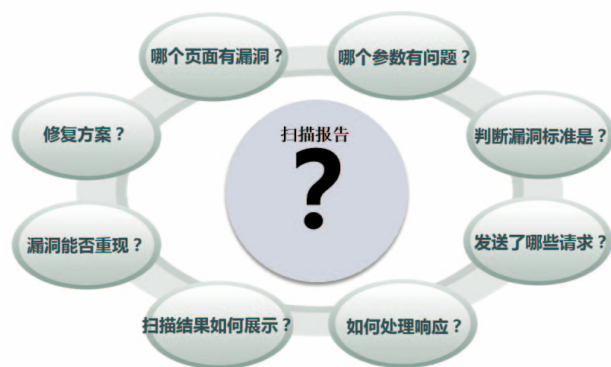 哪个页面有漏洞？
哪个参数有问题？
修复方案？
扫描报告
?
判断漏洞标准是？
漏洞能否重现？
发送了哪些请求？
扫描结果如何展示？
如何处理响应？